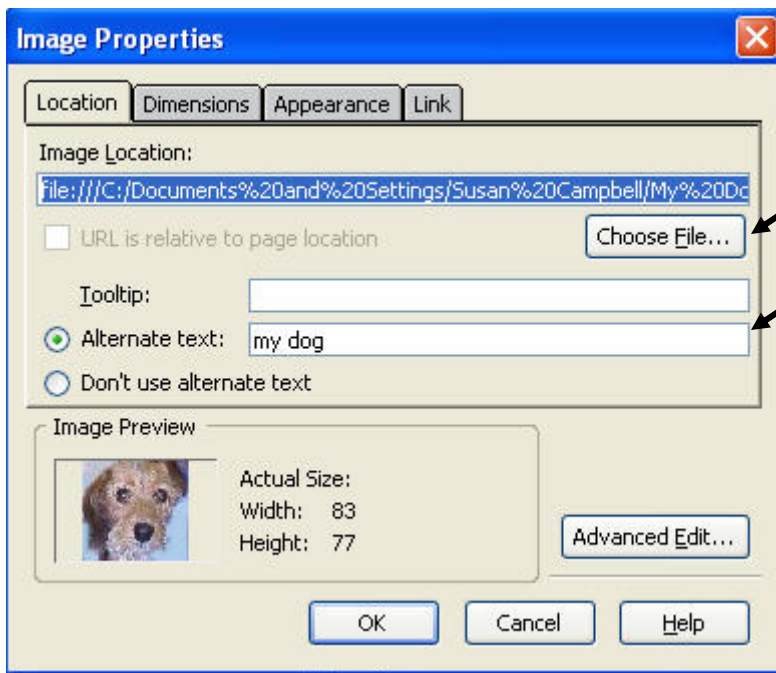 Image Properties
Location Dimensions Appearance Link
Image Location:
file:///C:/Documents%20and%20Settings/Susan%20Campbell/My%20Do
URL is relative to page location
Choose File...
Tooltip:
Alternate text: my dog
Don't use alternate text
Image Preview
Actual Size:
Width: 83
Height: 77
Advanced Edit...
OK Cancel Help